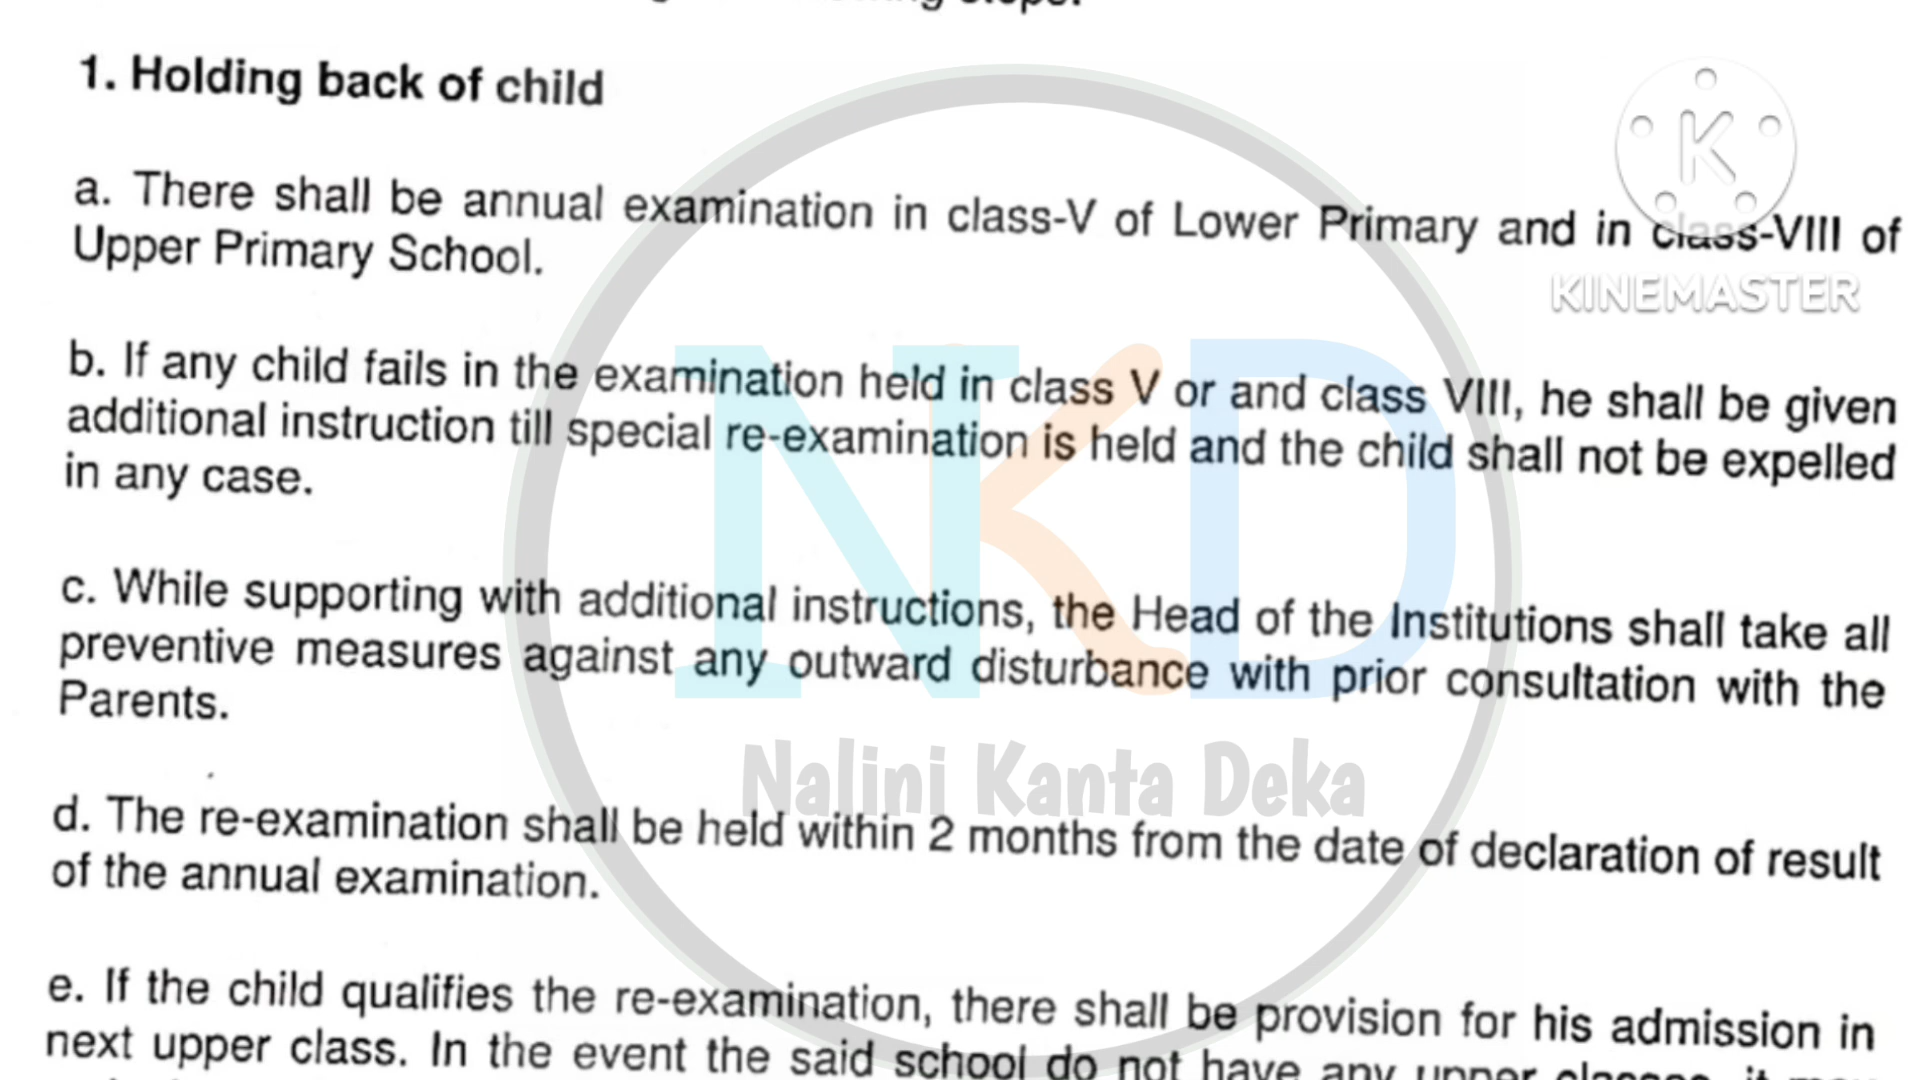 1. Holding back of child
a. There shall be annual examination in class-V of Lower Primary and in class-VIII of
Upper Primary School.
b. If any child fails in the examination held in class V or and class VIII, he shall be given
additional instruction till special re-examination is held and the child shall not be expelled
in any case.
c. While supporting with additional instructions, the Head of the Institutions shall take all
preventive measures against any outward disturbance with prior consultation with the
Parents.
d. The re-examination shall be held within 2 months from the date of declaration of result
of the annual examination.
e. If the child qualifies the re-examination, there shall be provision for his admission in
next upper class. In the event the said school do not have any upper classes, it may
K
KINEMASTER
NKD
Nalini Kanta Deka